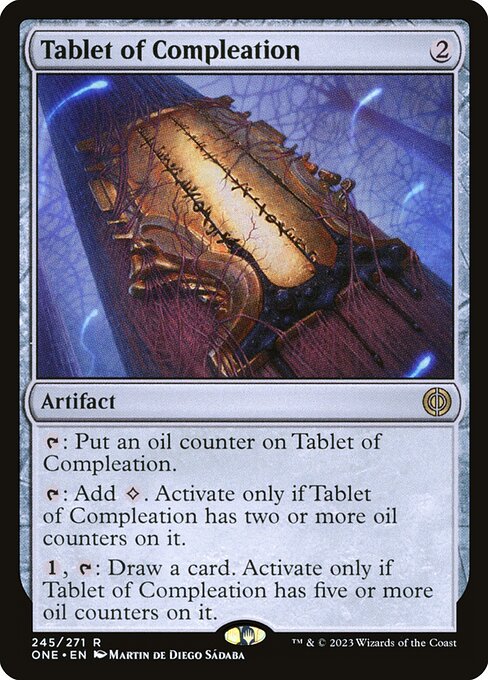 Tablet of Compleation 2
Artifact
: Put an oil counter on Tablet of
Compleation.
: Add . Activate only if Tablet
of Compleation has two or more oil
counters on it.
1, : Draw a card. Activate only if
Tablet of Compleation has five or more
oil counters on it.
245/271 R
ONE • EN Martin de Diego Sádaba
™ & © 2023 Wizards of the Coast